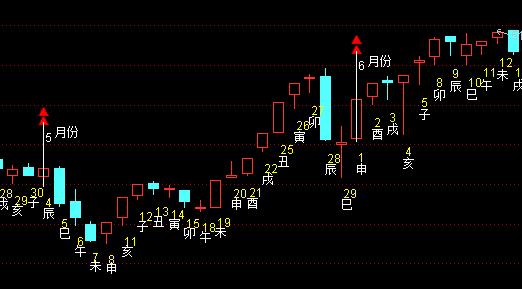 28 戌
29 亥
30 子
5 月份
4 辰
5 巳
6 午
7 未
8 申
11 亥
12 子
13 丑
14 寅
15 卯
18 午
19 未
20 申
21 酉
22 戌
25 丑
26 寅
27 卯
28 辰
29 巳
6 月份
1 申
2 酉
3 戌
4 亥
5 子
8 卯
9 辰
10 巳
11 午
12 未